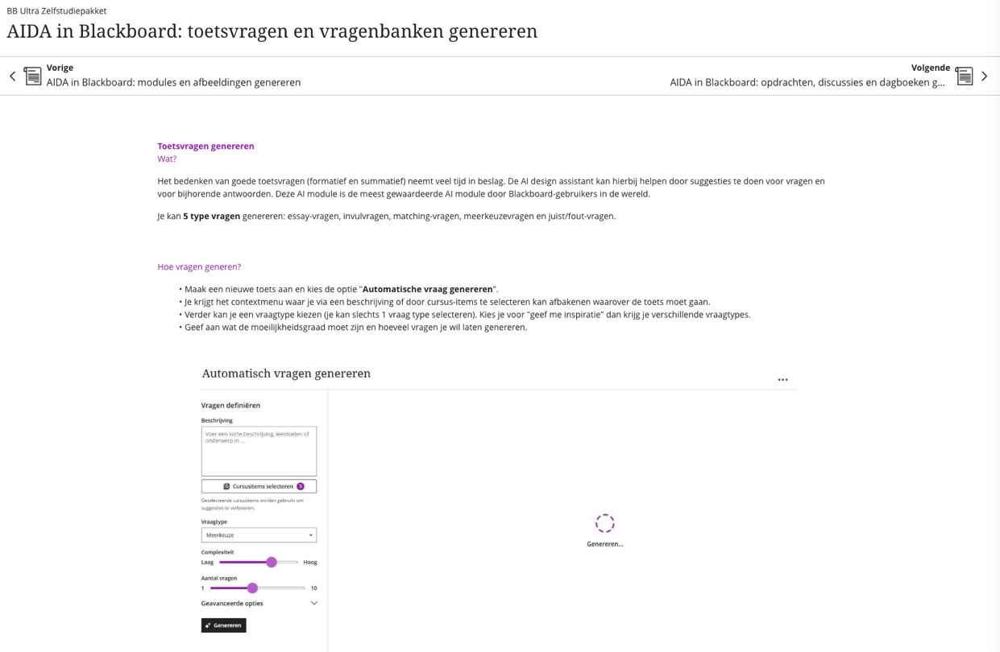 BB Ultra Zelfstudiepakket
AIDA in Blackboard: toetsvragen en vragenbanken genereren
Vorige
AIDA in Blackboard: modules en afbeeldingen genereren
Volgende
AIDA in Blackboard: opdrachten, discussies en dagboeken g...
Toetsvragen genereren
Wat?
Het bedenken van goede toetsvragen (formatief en summatief) neemt veel tijd in beslag. De AI design assistant kan hierbij helpen door suggesties te doen voor vragen en
voor bijhorende antwoorden. Deze AI module is de meest gewaardeerde AI module door Blackboard-gebruikers in de wereld.
Je kan 5 type vragen genereren: essay-vragen, invulvragen, matching-vragen, meerkeuzevragen en juist/fout-vragen.
Hoe vragen generen?
• Maak een nieuwe toets aan en kies de optie "Automatische vraag genereren".
• Je krijgt het contextmenu waar je via een beschrijving of door cursus-items te selecteren kan afbakenen waarover de toets moet gaan.
• Verder kan je een vraagtype kiezen (je kan slechts 1 vraag type selecteren). Kies je voor "geef me inspiratie" dan krijg je verschillende vraagtypes.
• Geef aan wat de moeilijkheidsgraad moet zijn en hoeveel vragen je wil laten genereren.
Automatisch vragen genereren
Vragen definiëren
Beschrijving
Voer een korte beschrijving, leerdoelen of
onderwerp in ...
Cursusitems selecteren 5
Geselecteerde cursusitems worden gebruikt om
suggesties te verbeteren.
Vraagtype
Meerkeuze
Complexiteit
Laag Hoog
Aantal vragen
1 10
Geavanceerde opties
Genereren
Genereren...